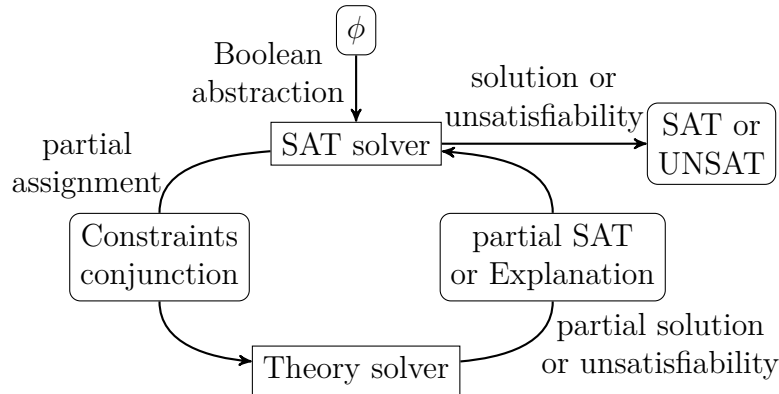 ϕ
Boolean
abstraction
solution or
unsatisfiability
SAT solver
SAT or
UNSAT
partial
assignment
Constraints
conjunction
partial SAT
or Explanation
partial solution
or unsatisfiability
Theory solver